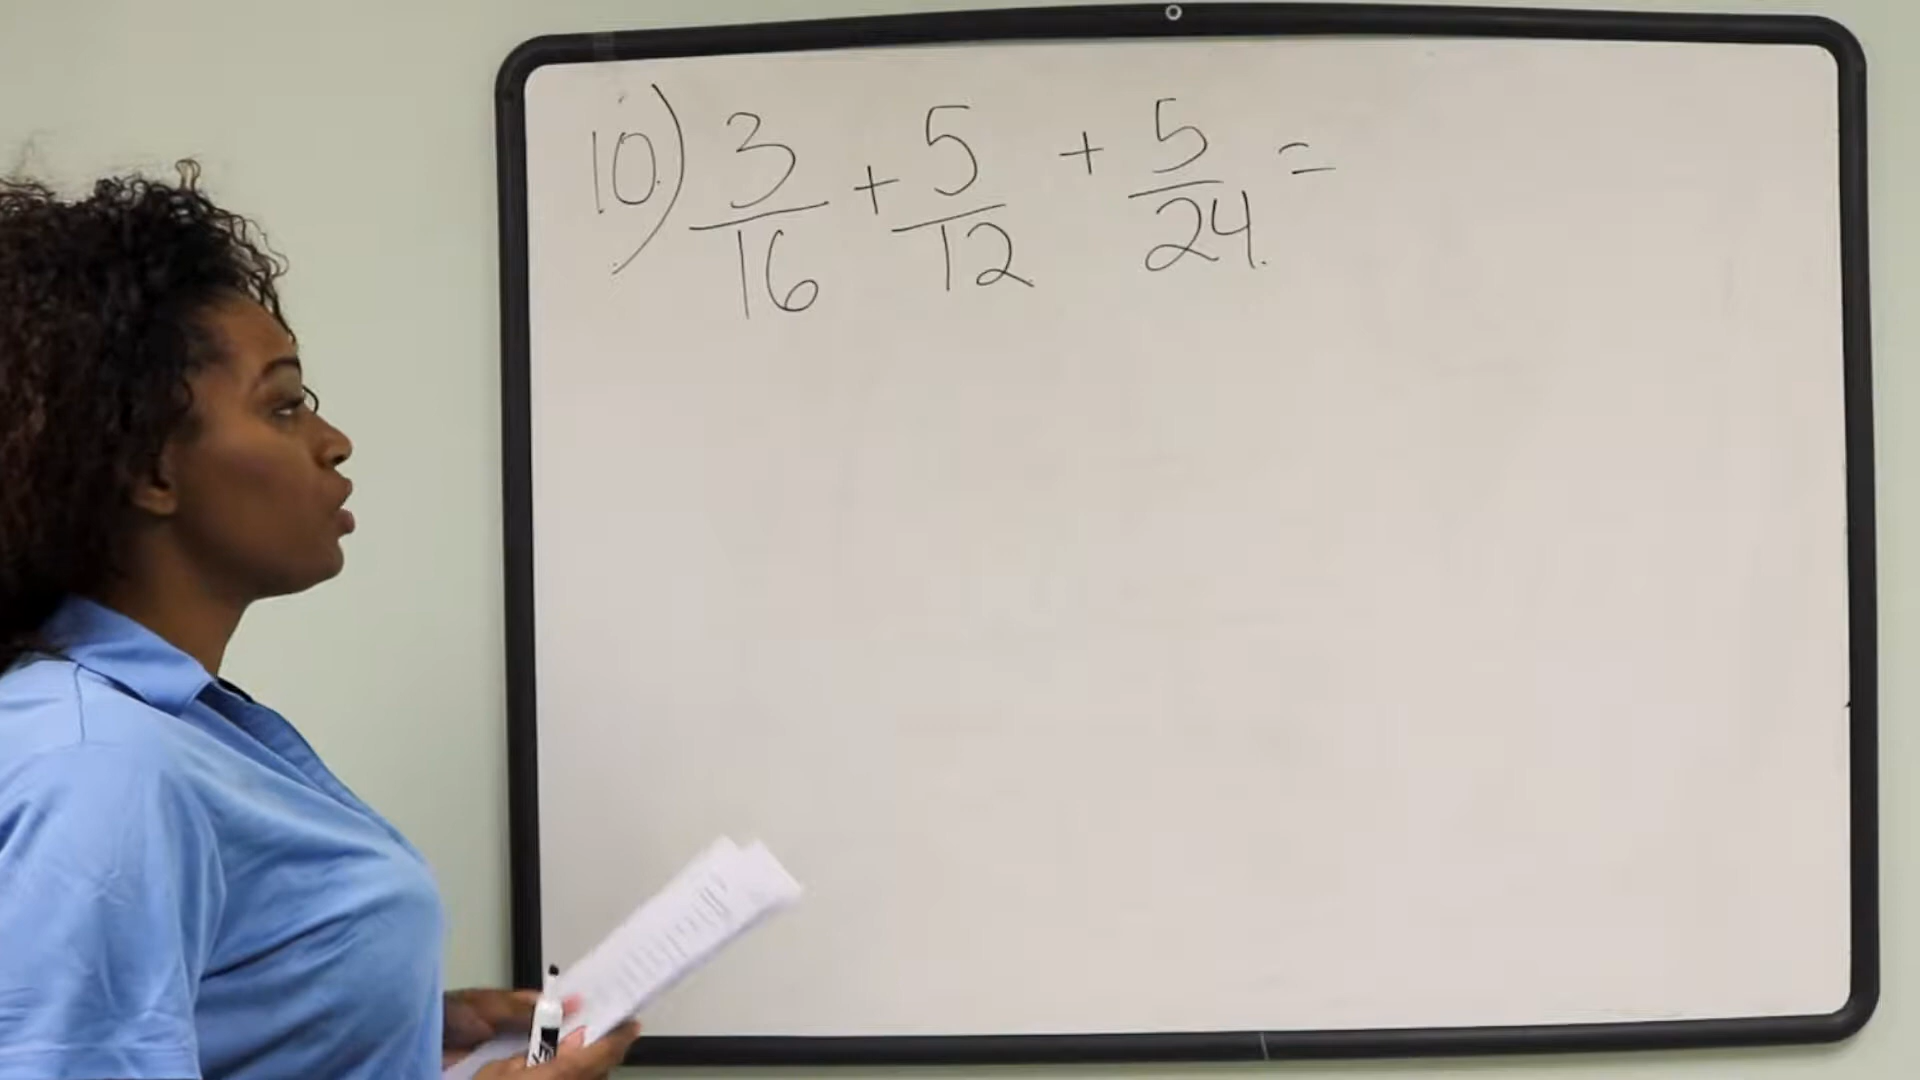 10) 3/16 + 5/12 + 5/24 =